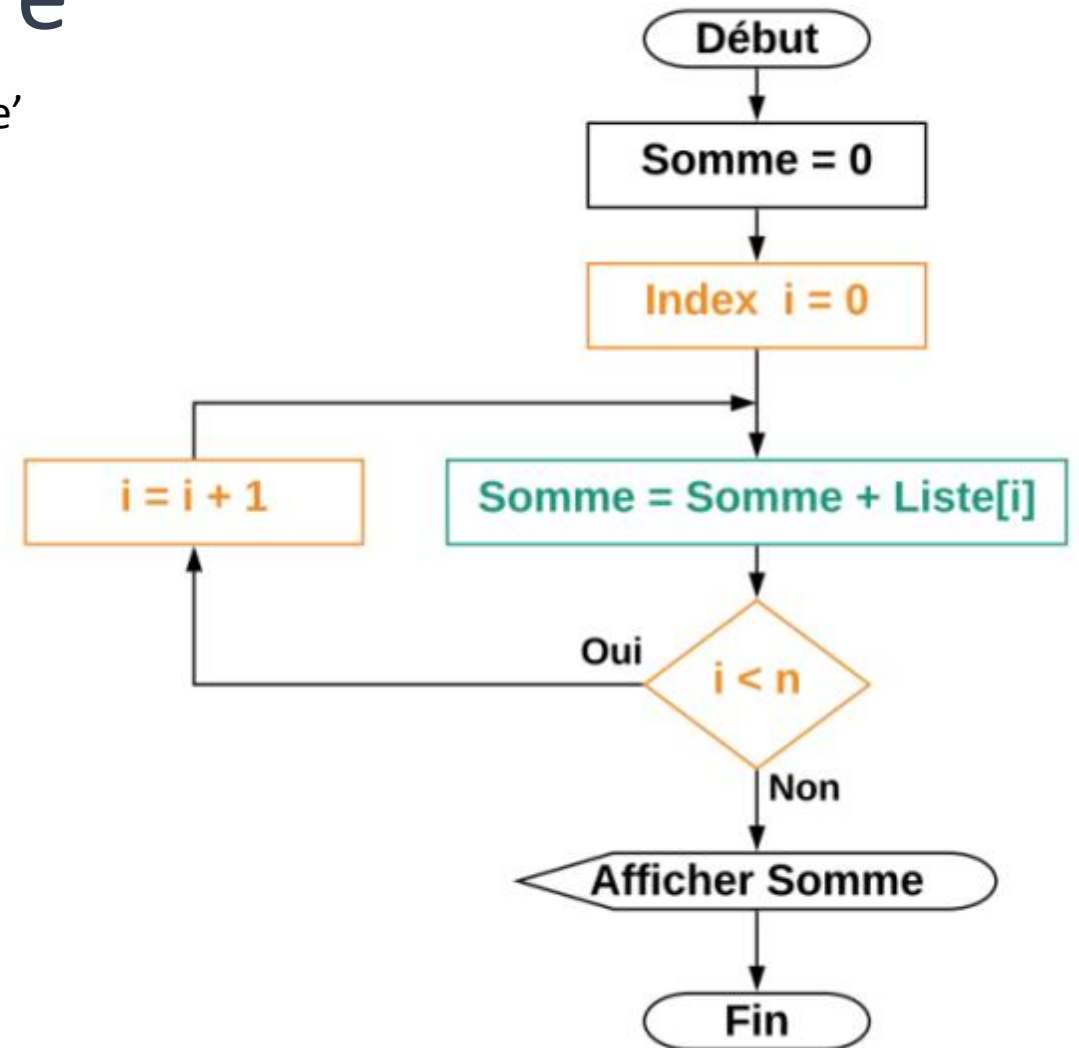 e
e’
Début
Somme = 0
Index i = 0
i = i + 1
Somme = Somme + Liste[i]
Oui
i < n
Non
Afficher Somme
Fin